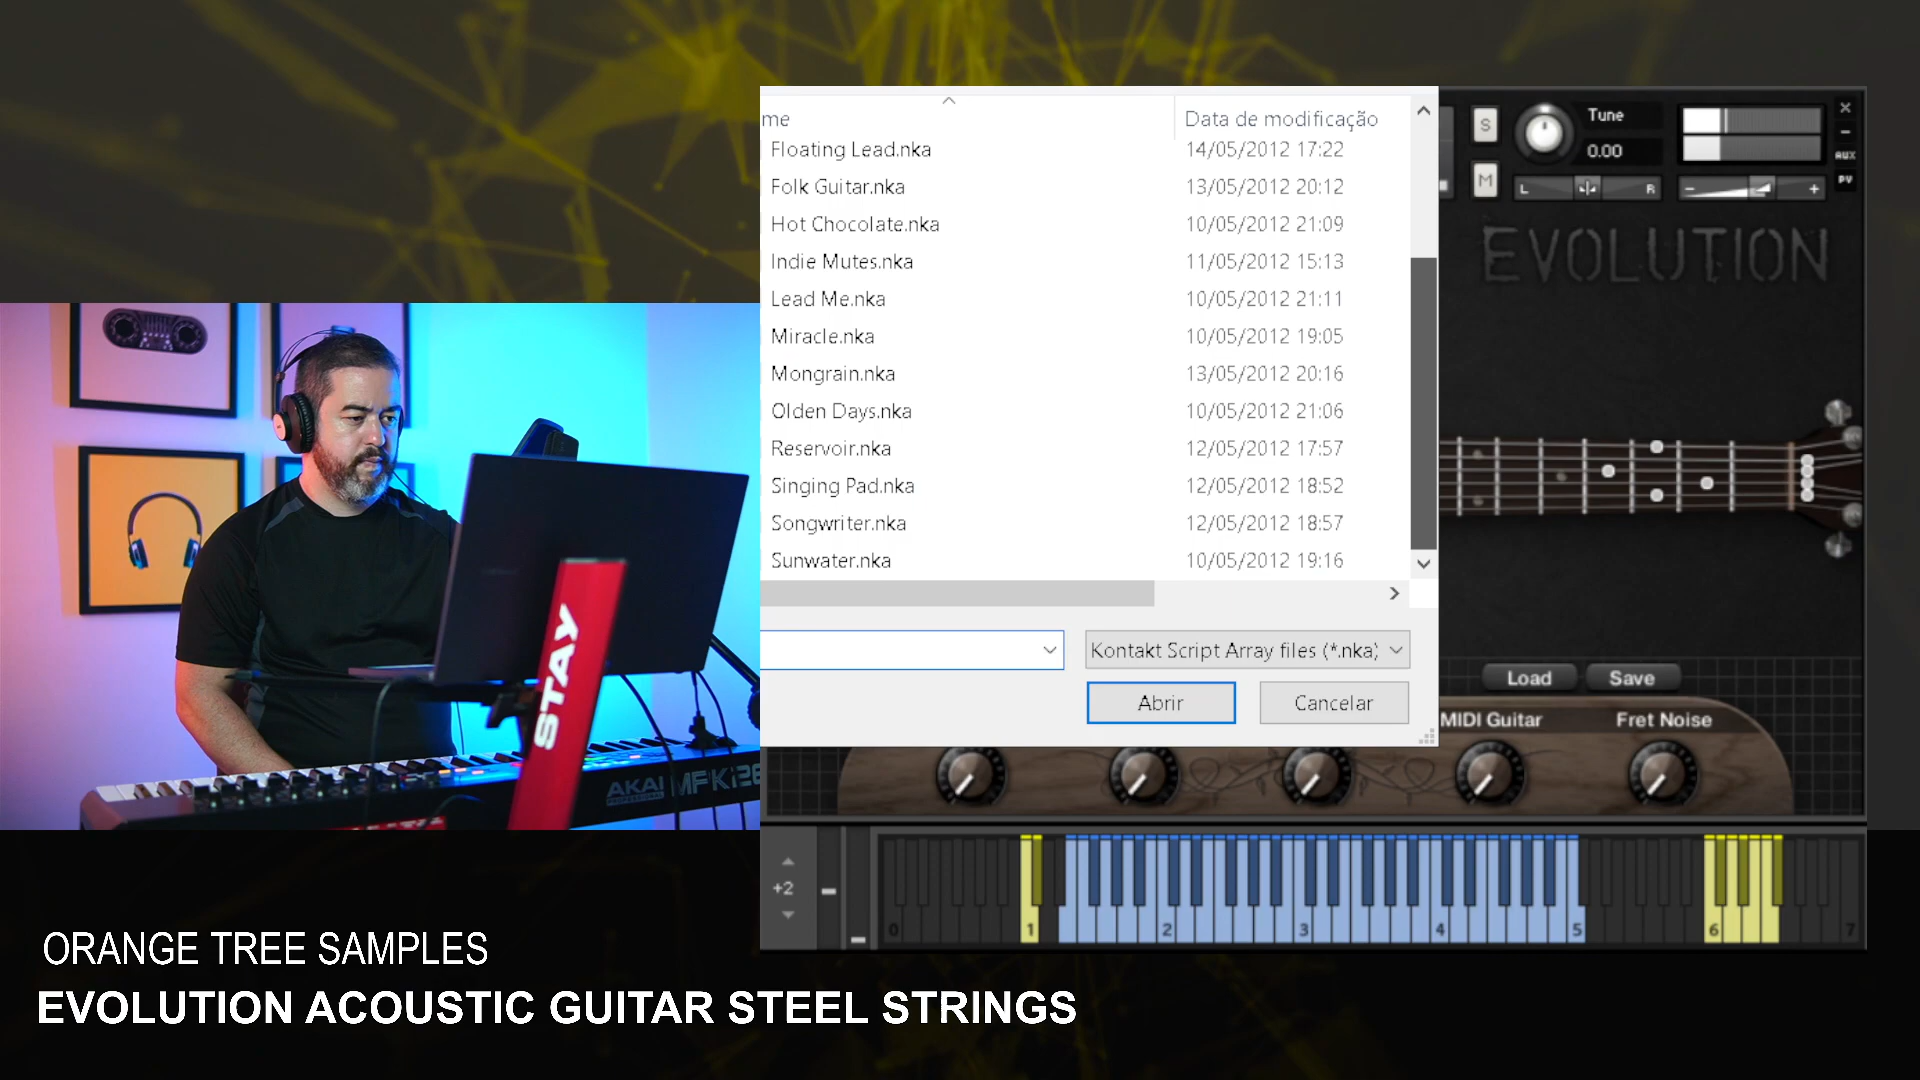 me
Data de modificação
Floating Lead.nka
14/05/2012 17:22
Folk Guitar.nka
13/05/2012 20:12
Hot Chocolate.nka
10/05/2012 21:09
Indie Mutes.nka
11/05/2012 15:13
Lead Me.nka
10/05/2012 21:11
Miracle.nka
10/05/2012 19:05
Mongrain.nka
13/05/2012 20:16
Olden Days.nka
10/05/2012 21:06
Reservoir.nka
12/05/2012 17:57
Singing Pad.nka
12/05/2012 18:52
Songwriter.nka
12/05/2012 18:57
Sunwater.nka
10/05/2012 19:16
Kontakt Script Array files (*.nka)
Abrir
Cancelar
S
M
Tune
0.00
L
R
AUX
PV
EVOLUTION
Load
Save
MIDI Guitar
Fret Noise
STAY
AKAI
PROFESSIONAL
+2
0
1
2
3
4
5
6
7
ORANGE TREE SAMPLES
EVOLUTION ACOUSTIC GUITAR STEEL STRINGS